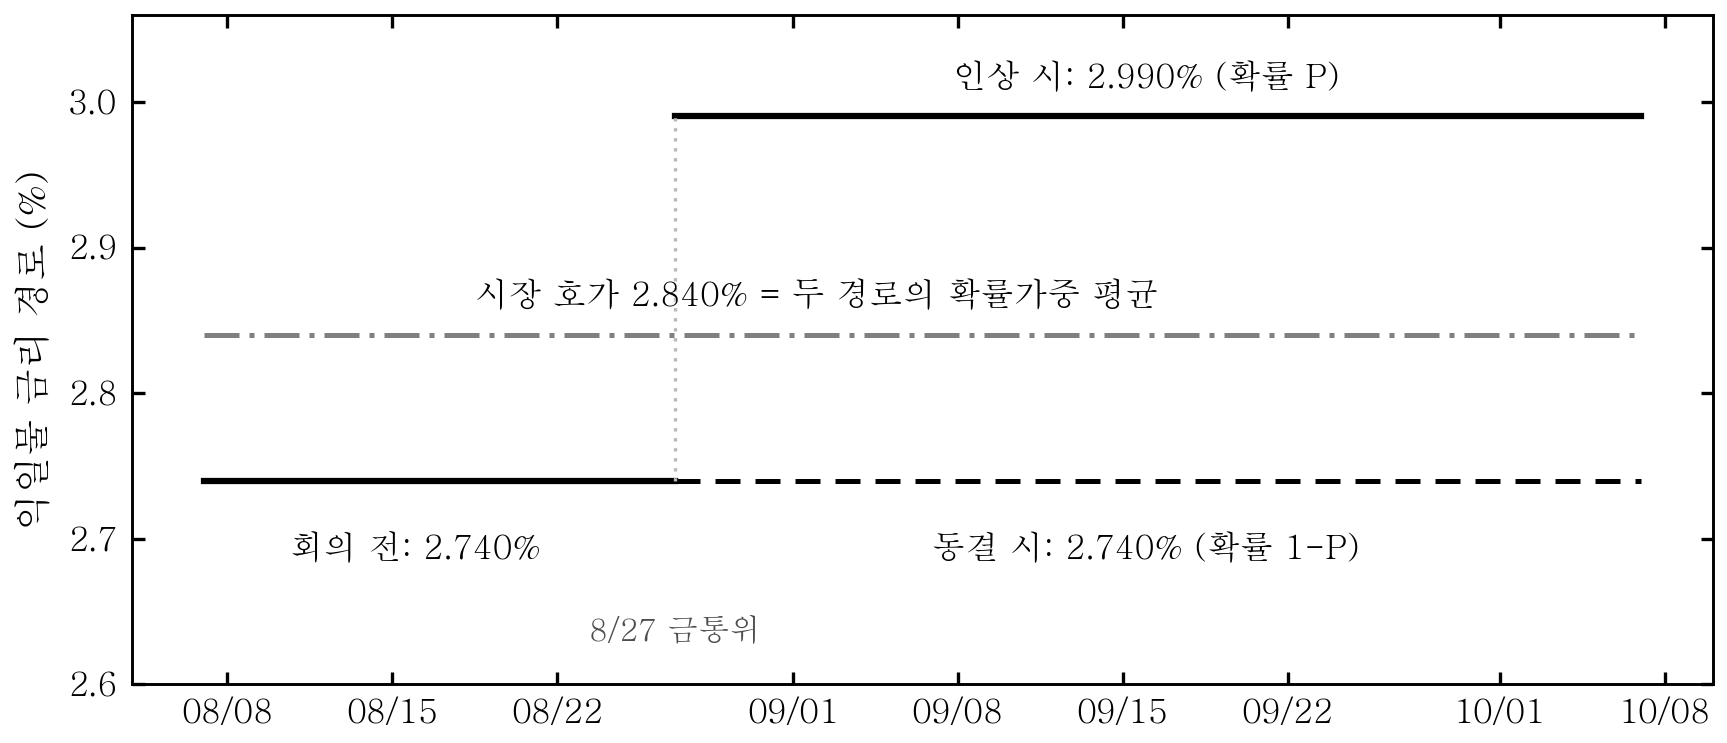 인상 시: 2.990% (확률 P)
3.0
2.9
시장 호가 2.840% = 두 경로의 확률가중 평균
익일물 금리 경로 (%)
2.8
2.7
회의 전: 2.740%
동결 시: 2.740% (확률 1-P)
8/27 금통위
2.6
08/08 08/15 08/22 09/01 09/08 09/15 09/22 10/01 10/08